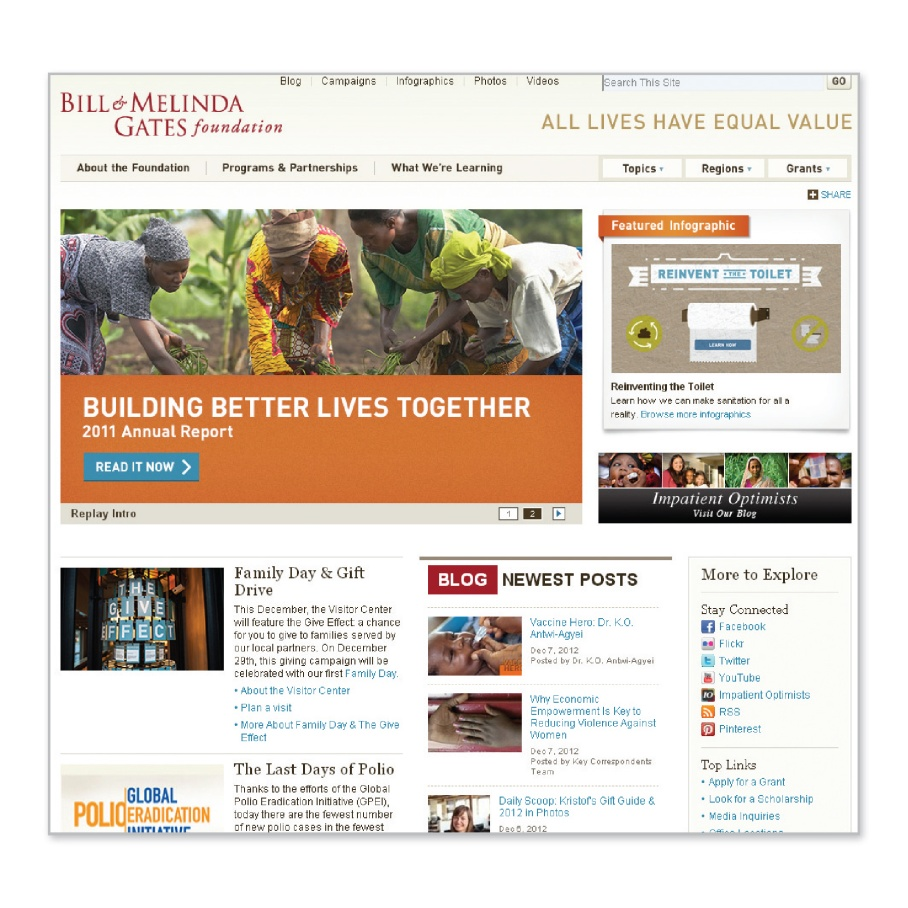 Blog Campaigns Infographics Photos Videos
Search This Site GO
BILL & MELINDA
GATES foundation
ALL LIVES HAVE EQUAL VALUE
About the Foundation Programs & Partnerships What We're Learning
Topics Regions Grants
SHARE
BUILDING BETTER LIVES TOGETHER
2011 Annual Report
READ IT NOW
Replay Intro
1 2
Featured Infographic
REINVENT THE TOILET
LEARN HOW
Reinventing the Toilet
Learn how we can make sanitation for all a
reality. Browse more infographics
Impatient Optimists
Visit Our Blog
THE
GIVE
EFFECT
Family Day & Gift
Drive
This December, the Visitor Center
will feature the Give Effect: a chance
for you to give to families served by
our local partners. On December
29th, this giving campaign will be
celebrated with our first Family Day.
• About the Visitor Center
• Plan a visit
• More About Family Day & The Give
Effect
POLIO GLOBAL
ERADICATION
INITIATIVE
The Last Days of Polio
Thanks to the efforts of the Global
Polio Eradication Initiative (GPEI),
today there are the fewest number
of new polio cases in the fewest
BLOG NEWEST POSTS
Vaccine Hero: Dr. K.O.
Antwi-Agyei
Dec 7, 2012
Posted by Dr. K.O. Antwi-Agyei
Why Economic
Empowerment Is Key to
Reducing Violence Against
Women
Dec 7, 2012
Posted by Key Correspondents
Team
Daily Scoop: Kristof's Gift Guide &
2012 in Photos
Dec 6, 2012
More to Explore
Stay Connected
Facebook
Flickr
Twitter
YouTube
Impatient Optimists
RSS
Pinterest
Top Links
• Apply for a Grant
• Look for a Scholarship
• Media Inquiries
• Office Locations